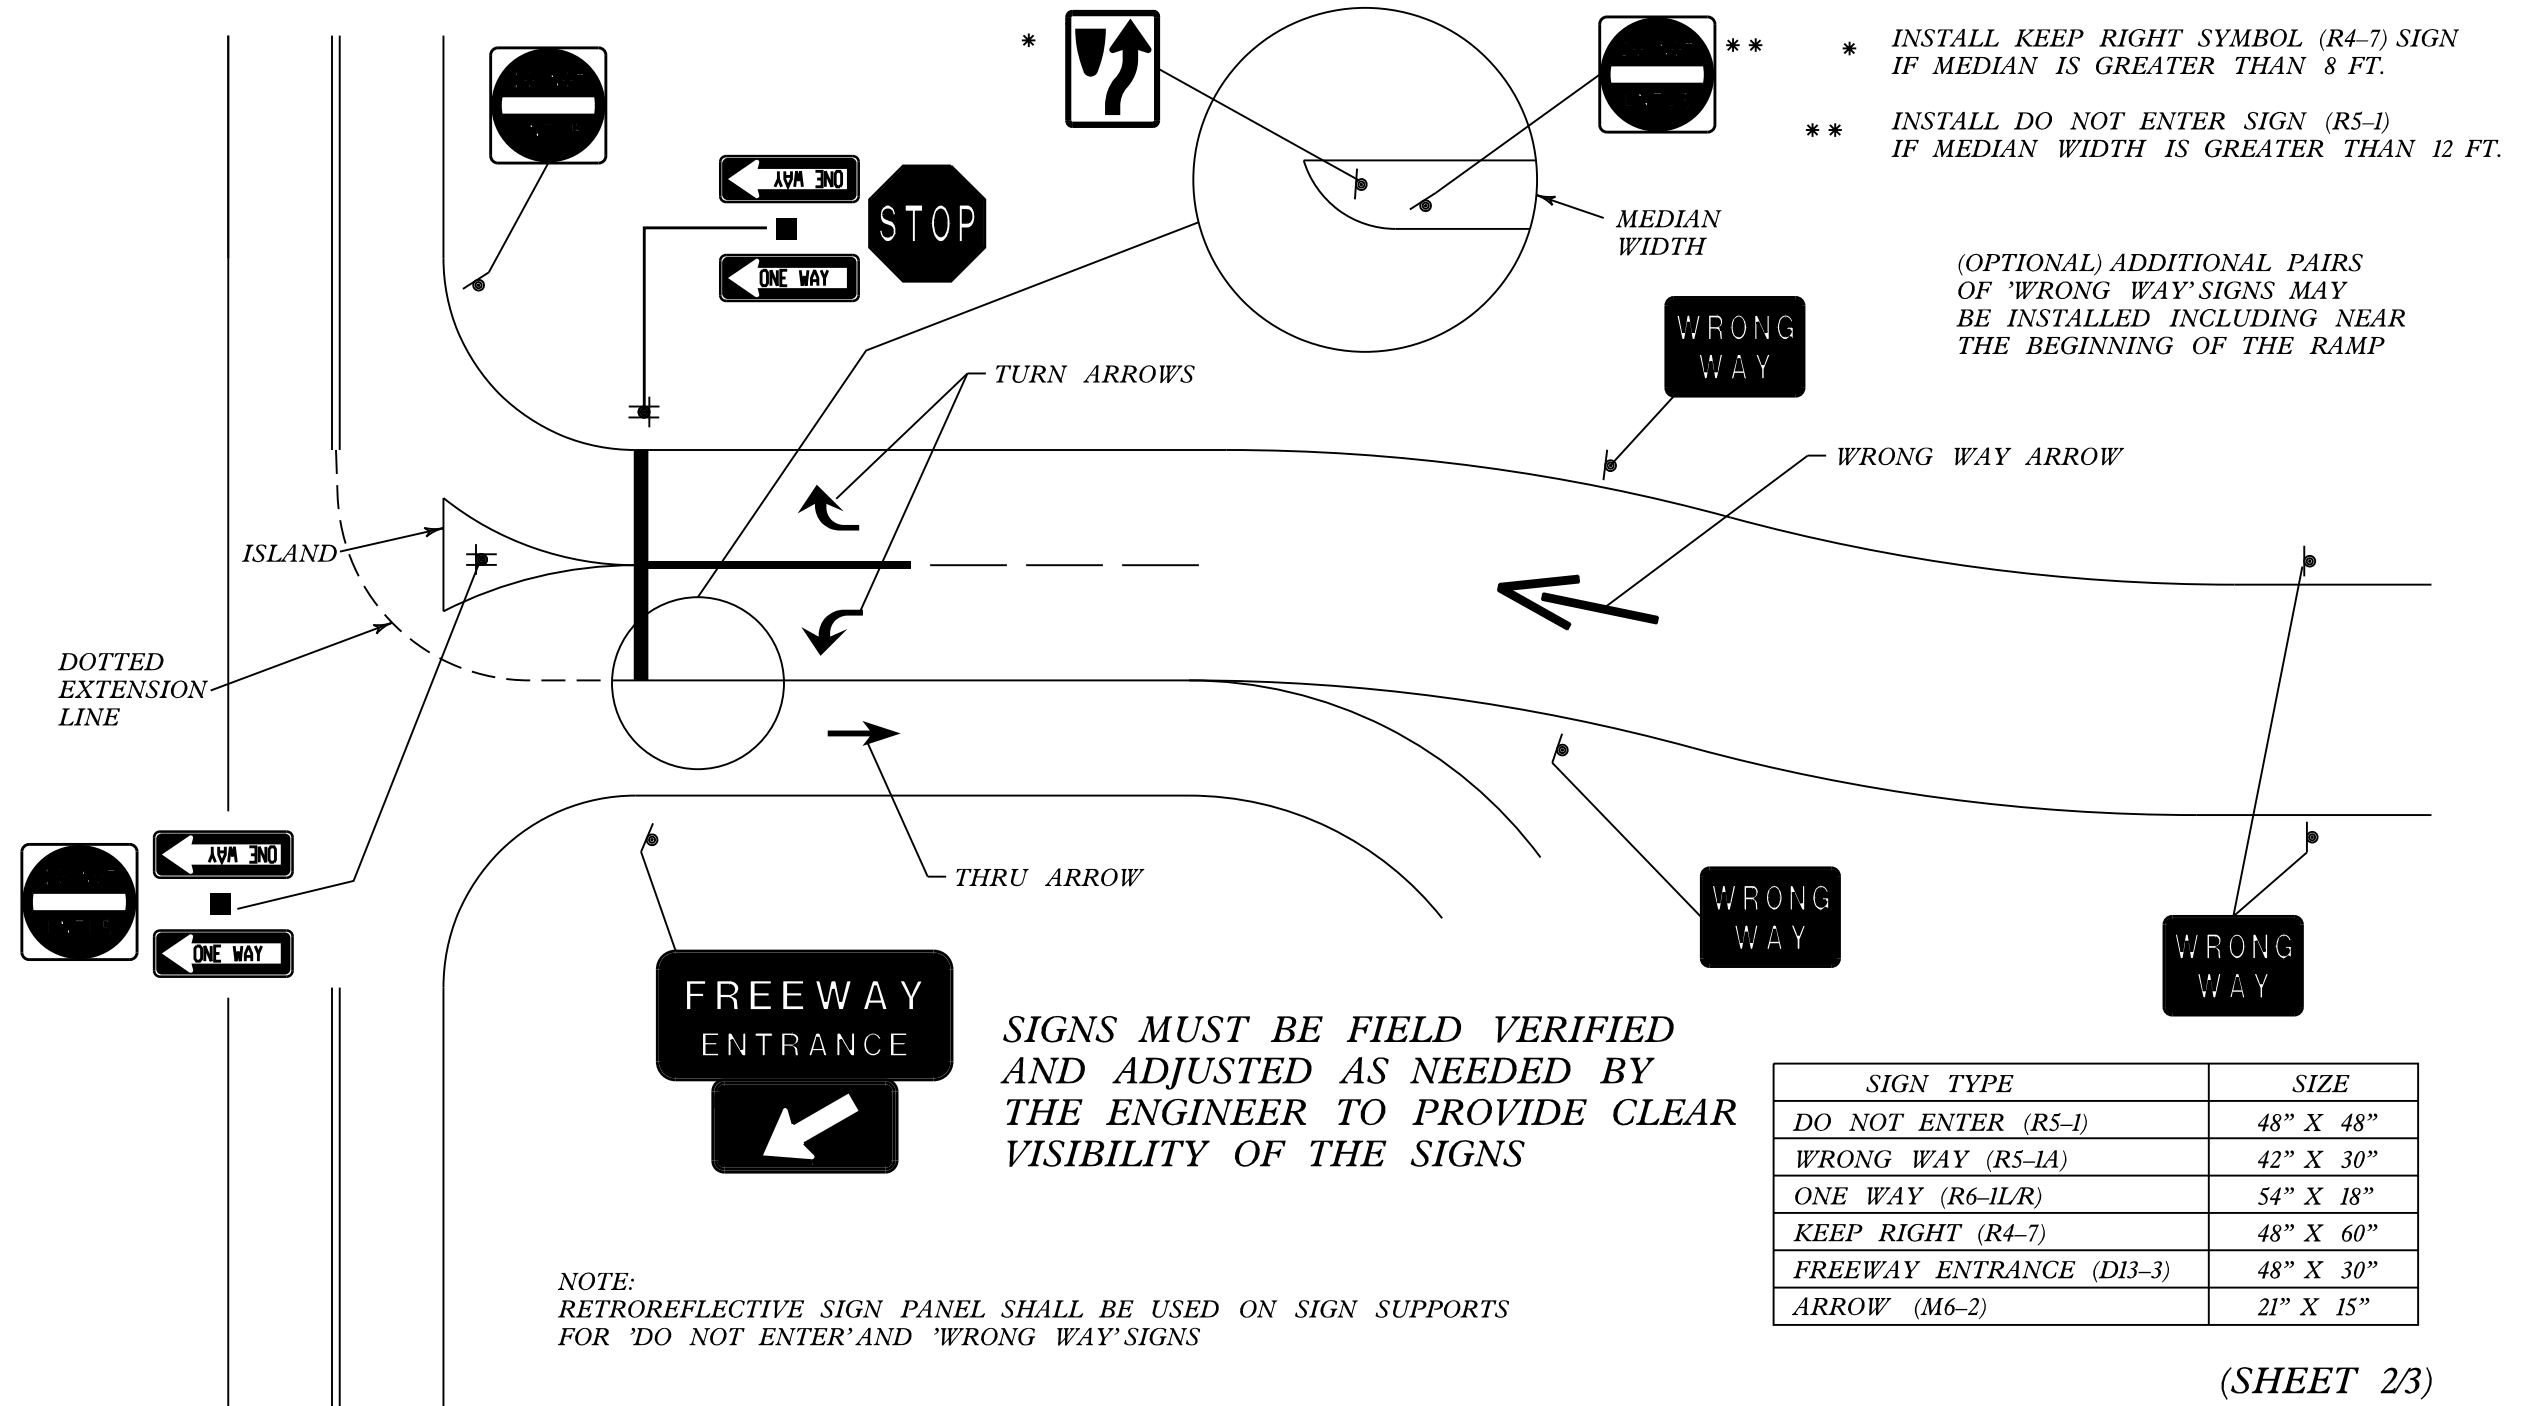 *
* *
* INSTALL KEEP RIGHT SYMBOL (R4-7) SIGN
IF MEDIAN IS GREATER THAN 8 FT.
* * INSTALL DO NOT ENTER SIGN (R5-1)
IF MEDIAN WIDTH IS GREATER THAN 12 FT.
ONE WAY
STOP
ONE WAY
MEDIAN
WIDTH
(OPTIONAL) ADDITIONAL PAIRS
OF 'WRONG WAY' SIGNS MAY
BE INSTALLED INCLUDING NEAR
THE BEGINNING OF THE RAMP
WRONG
WAY
TURN ARROWS
WRONG WAY ARROW
ISLAND
DOTTED
EXTENSION
LINE
ONE WAY
ONE WAY
THRU ARROW
WRONG
WAY
WRONG
WAY
FREEWAY
ENTRANCE
SIGNS MUST BE FIELD VERIFIED
AND ADJUSTED AS NEEDED BY
THE ENGINEER TO PROVIDE CLEAR
VISIBILITY OF THE SIGNS
SIGN TYPE SIZE
DO NOT ENTER (R5-1) 48" X 48"
WRONG WAY (R5-1A) 42" X 30"
ONE WAY (R6-1L/R) 54" X 18"
KEEP RIGHT (R4-7) 48" X 60"
FREEWAY ENTRANCE (D13-3) 48" X 30"
ARROW (M6-2) 21" X 15"
NOTE:
RETROREFLECTIVE SIGN PANEL SHALL BE USED ON SIGN SUPPORTS
FOR 'DO NOT ENTER' AND 'WRONG WAY' SIGNS
(SHEET 2/3)